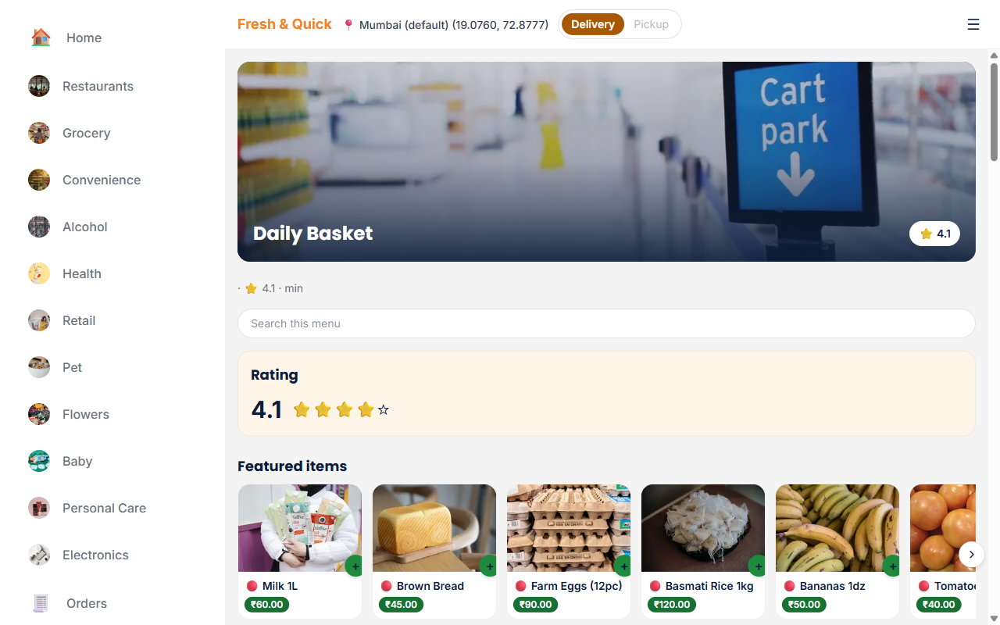 Home
Restaurants
Grocery
Convenience
Alcohol
Health
Retail
Pet
Flowers
Baby
Personal Care
Electronics
Orders
Fresh & Quick
Mumbai (default) (19.0760, 72.8777)
Delivery
Pickup
Cart
park
Daily Basket
4.1
· 4.1 · min
Search this menu
Rating
4.1
Featured items
Milk 1L
₹60.00
Brown Bread
₹45.00
Farm Eggs (12pc)
₹90.00
Basmati Rice 1kg
₹120.00
Bananas 1dz
₹50.00
Tomato
₹40.00